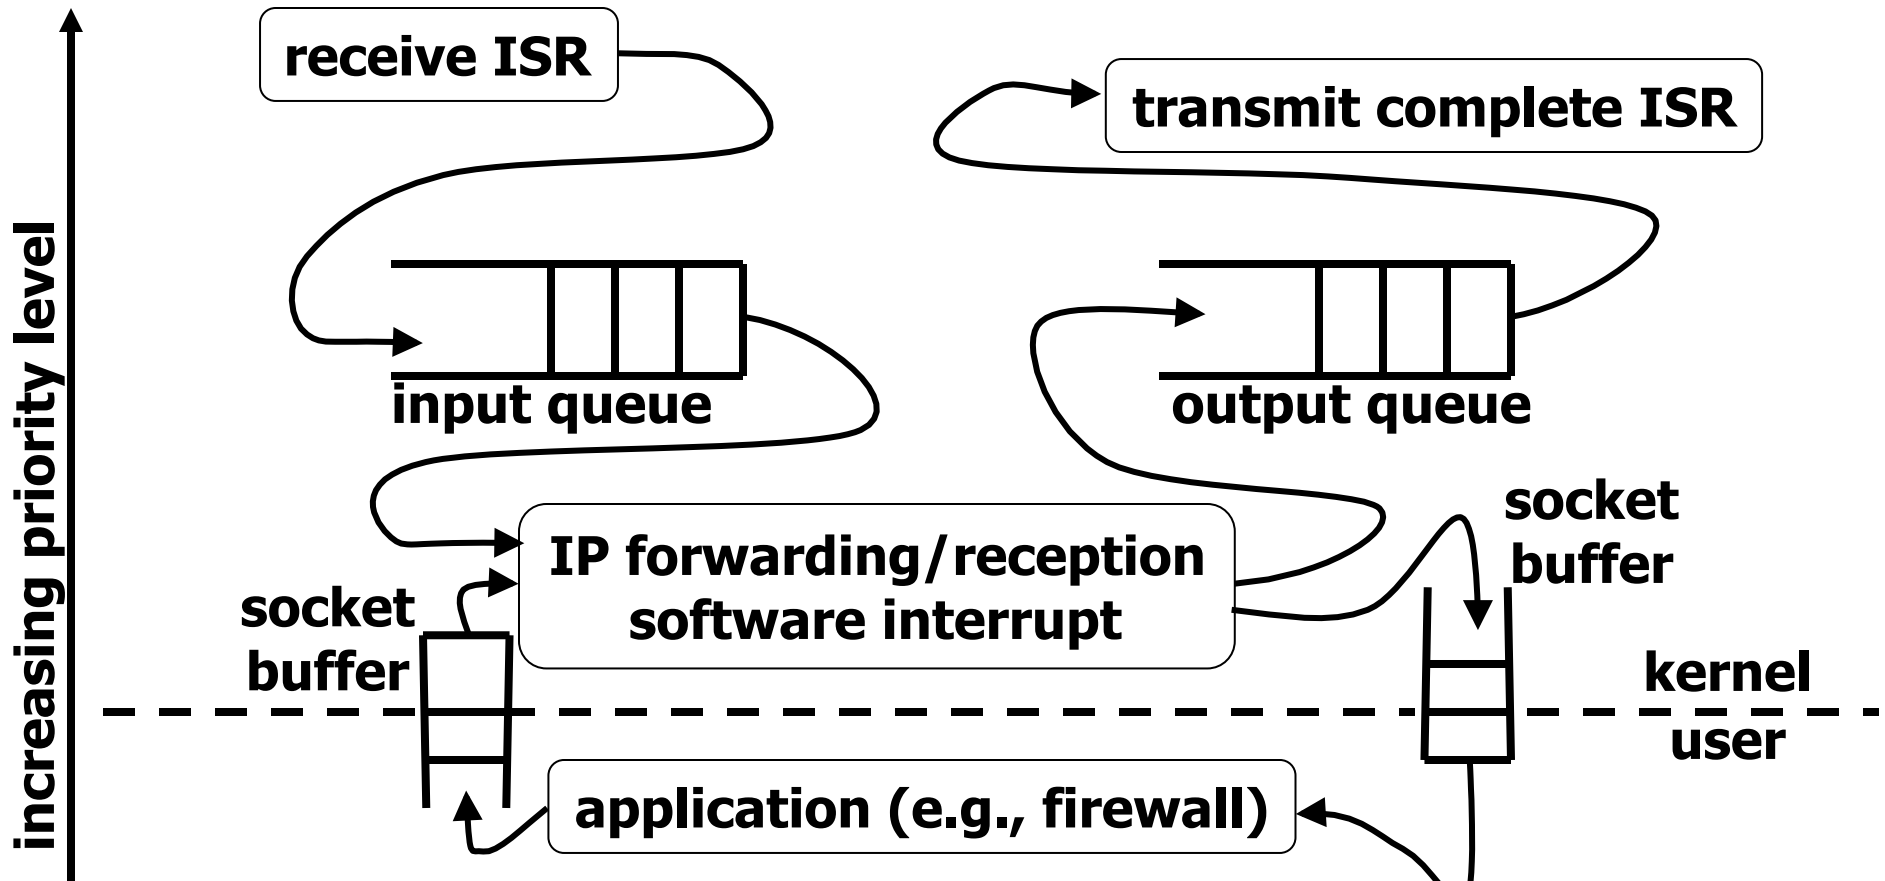 receive ISR
transmit complete ISR
increasing priority level
input queue
output queue
socket
buffer
IP forwarding/reception
software interrupt
socket
buffer
kernel
user
application (e.g., firewall)